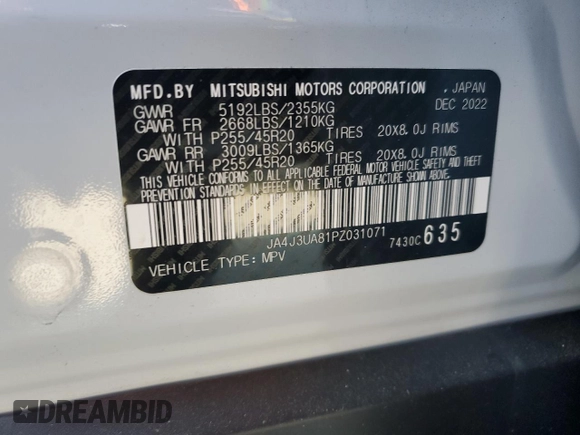 MFD.BY MITSUBISHI MOTORS CORPORATION , JAPAN
GVWR 5192LBS/2355KG DEC 2022
GAWR FR 2668LBS/1210KG
WITH P255/45R20 TIRES 20X8.0J RIMS
GAWR RR 3009LBS/1365KG
WITH P255/45R20 TIRES 20X8.0J RIMS
THIS VEHICLE CONFORMS TO ALL APPLICABLE FEDERAL MOTOR VEHICLE SAFETY AND THEFT
PREVENTION STANDARDS IN EFFECT ON THE DATE OF MANUFACTURE SHOWN ABOVE.
JA4J3UA81PZ031071
7430C635
VEHICLE TYPE: MPV
DREAMBID